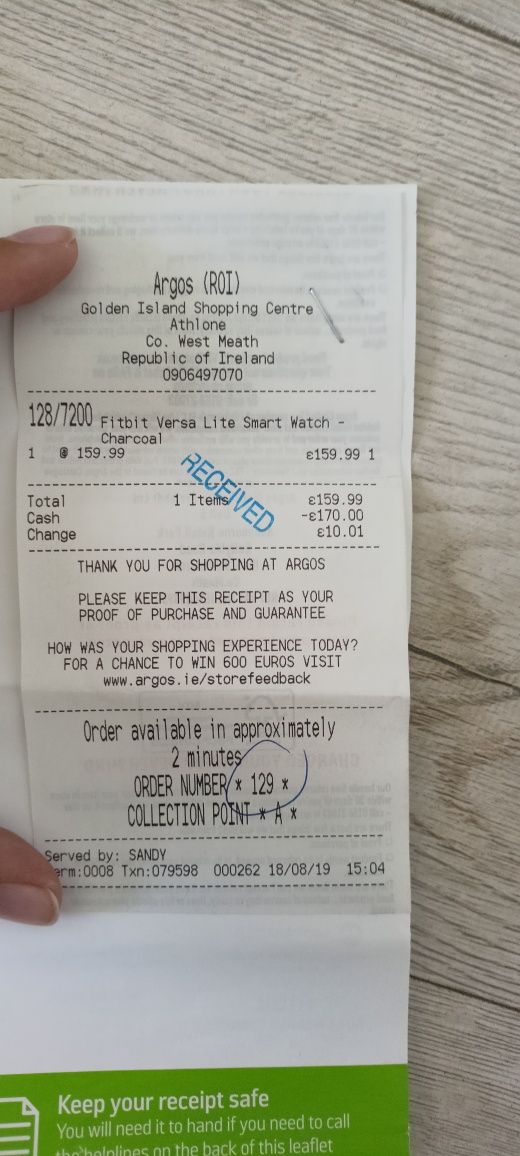 Argos (ROI)
Golden Island Shopping Centre
Athlone
Co. West Meath
Republic of Ireland
0906497070
128/7200 Fitbit Versa Lite Smart Watch -
Charcoal
1 @ 159.99 £159.99 1
RECEIVED
Total 1 Items £159.99
Cash -£170.00
Change £10.01
THANK YOU FOR SHOPPING AT ARGOS
PLEASE KEEP THIS RECEIPT AS YOUR
PROOF OF PURCHASE AND GUARANTEE
HOW WAS YOUR SHOPPING EXPERIENCE TODAY?
FOR A CHANCE TO WIN 600 EUROS VISIT
www.argos.ie/storefeedback
Order available in approximately
2 minutes
ORDER NUMBER * 129 *
COLLECTION POINT * A *
Served by: SANDY
erm:0008 Txn:079598 000262 18/08/19 15:04
Keep your receipt safe
You will need it to hand if you need to call
the helplines on the back of this leaflet